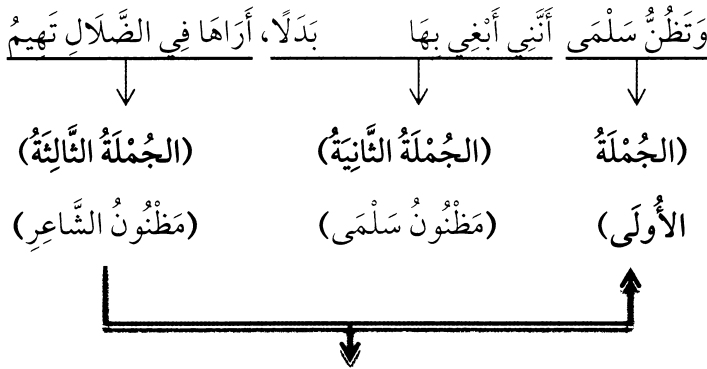 وَتَظُنُّ سَلْمَى أَنَّنِي أَبْغِي بِهَا بَدَلًا، أَرَاهَا فِي الضَّلَالِ تَهِيمُ
(الجُمْلَةُ الأُولَى) (الجُمْلَةُ الثَّانِيَةُ) (الجُمْلَةُ الثَّالِثَةُ)
(مَظْنُونُ سَلْمَى) (مَظْنُونُ الشَّاعِرِ)